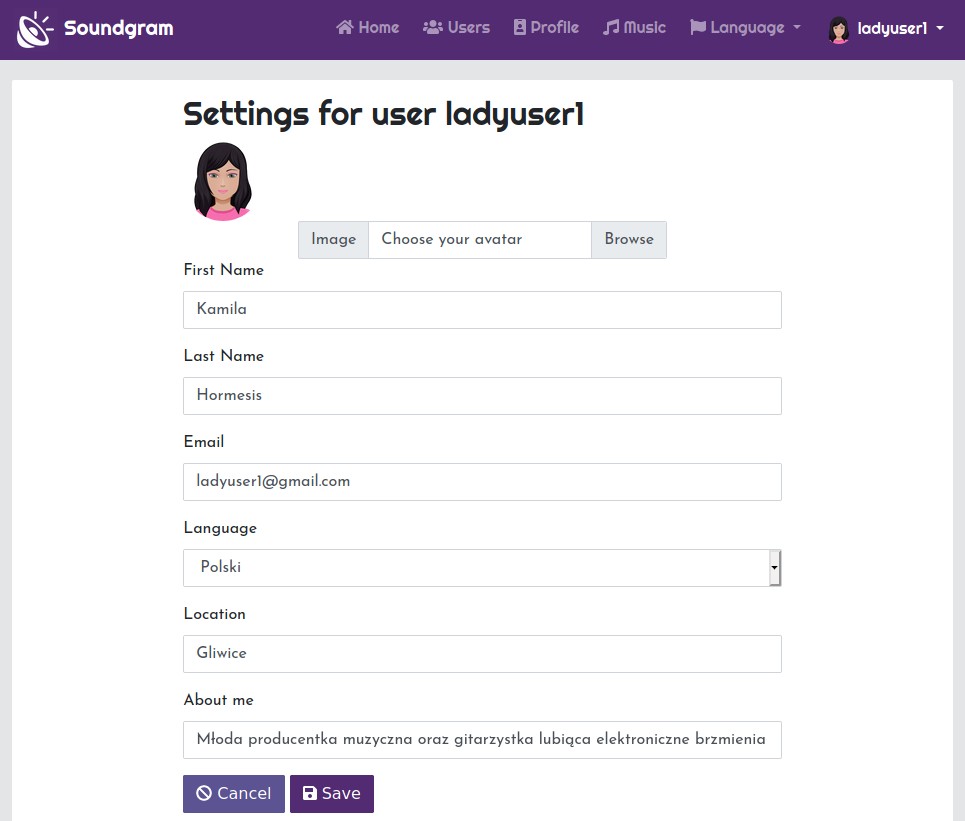 Soundgram Home Users Profile Music Language ladyuser1
Settings for user ladyuser1
Image Choose your avatar Browse
First Name
Kamila
Last Name
Hormesis
Email
ladyuser1@gmail.com
Language
Polski
Location
Gliwice
About me
Młoda producentka muzyczna oraz gitarzystka lubiąca elektroniczne brzmienia
Cancel Save